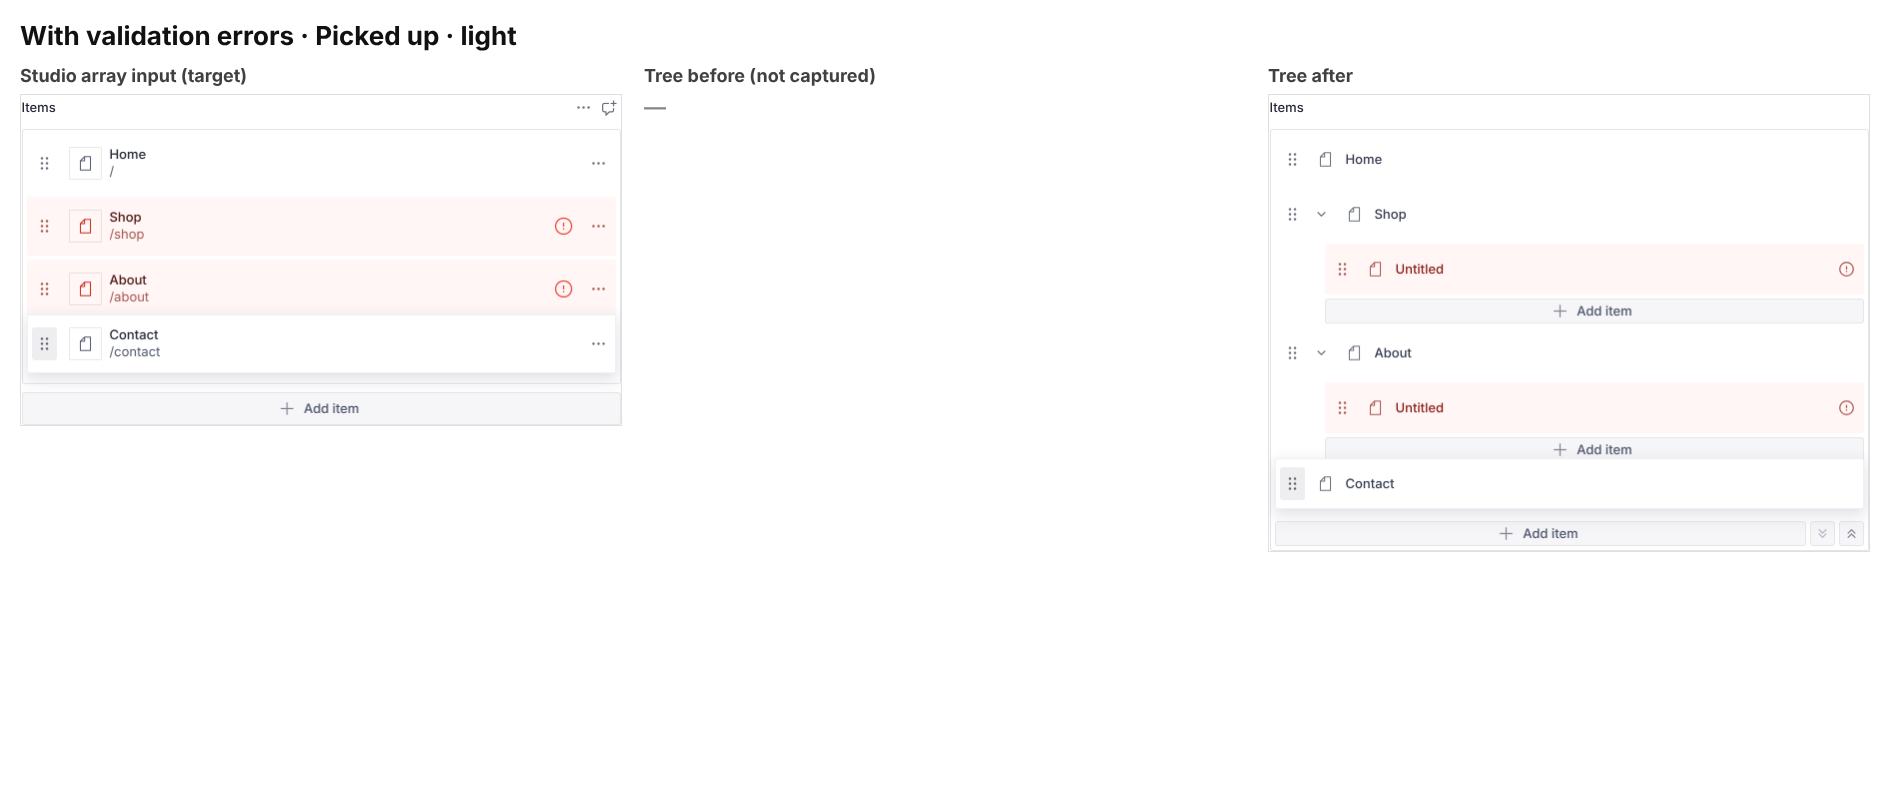 With validation errors · Picked up · light
Studio array input (target)
Items
Home
/
Shop
/shop
About
/about
Contact
/contact
Add item
Tree before (not captured)
—
Tree after
Items
Home
Shop
Untitled
Add item
About
Untitled
Add item
Contact
Add item